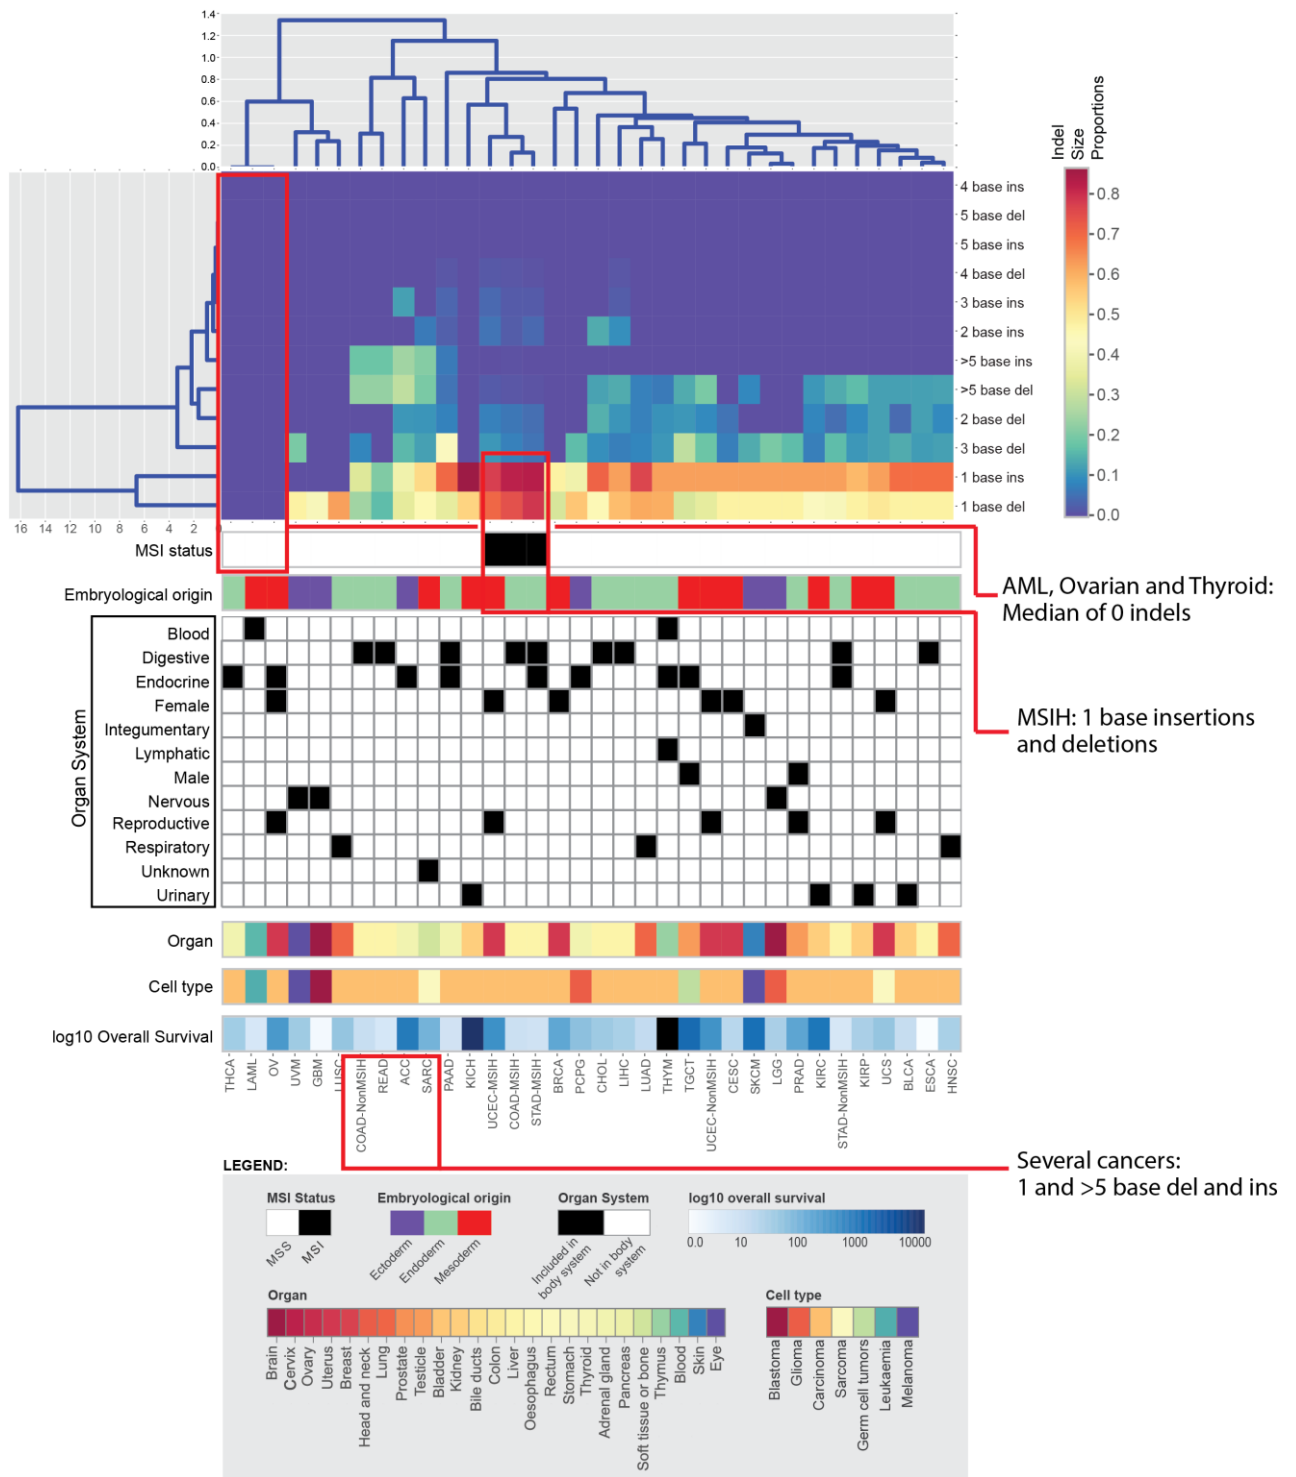 1.4
1.2
1.0
0.8
0.6
0.4
0.2
0.0
Indel
Size
Proportions
0.8
0.7
0.6
0.5
0.4
0.3
0.2
0.1
0.0
4 base ins
5 base del
5 base ins
4 base del
3 base ins
2 base ins
>5 base ins
>5 base del
2 base del
3 base del
1 base ins
1 base del
16 14 12 10 8 6 4 2 0
MSI status
Embryological origin
AML, Ovarian and Thyroid:
Median of 0 indels
Organ System
Blood
Digestive
Endocrine
Female
Integumentary
Lymphatic
Male
Nervous
Reproductive
Respiratory
Unknown
Urinary
MSIH: 1 base insertions
and deletions
Organ
Cell type
log10 Overall Survival
THCA
LAML
OV
UVM
GBM
LUSC
COAD-NonMSIH
READ
ACC
SARC
PAAD
KICH
UCEC-MSIH
COAD-MSIH
STAD-MSIH
BRCA
PCPG
CHOL
LIHC
LUAD
THYM
TGCT
UCEC-NonMSIH
CESC
SKCM
LGG
PRAD
KIRC
STAD-NonMSIH
KIRP
UCS
BLCA
ESCA
HNSC
Several cancers:
1 and >5 base del and ins
LEGEND:
MSI Status
MSS
MSI
Embryological origin
Ectoderm
Endoderm
Mesoderm
Organ System
Included in
body system
Not in body
system
log10 overall survival
0.0 10 100 1000 10000
Organ
Brain
Cervix
Ovary
Uterus
Breast
Head and neck
Lung
Prostate
Testicle
Bladder
Kidney
Bile ducts
Colon
Liver
Oesophagus
Rectum
Stomach
Thyroid
Adrenal gland
Pancreas
Soft tissue or bone
Thymus
Blood
Skin
Eye
Cell type
Blastoma
Glioma
Carcinoma
Sarcoma
Germ cell tumors
Leukaemia
Melanoma